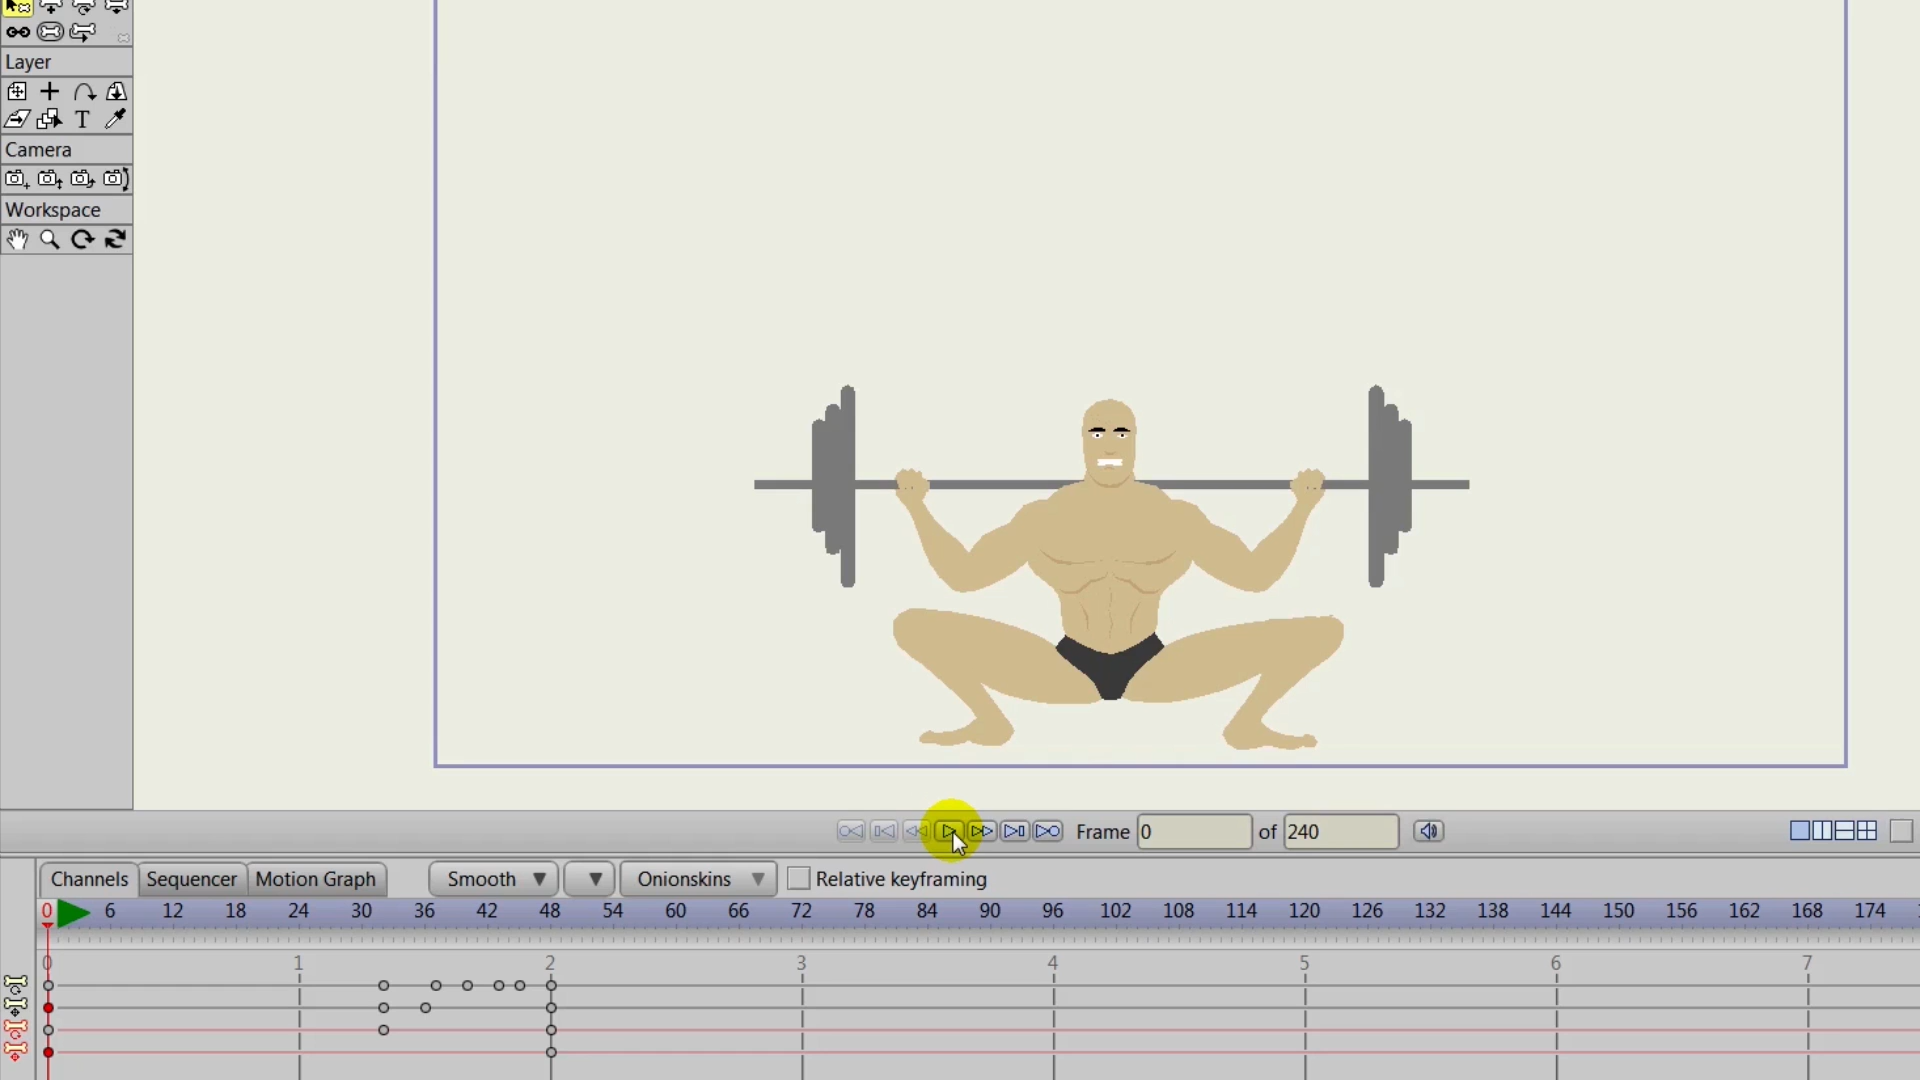 Layer
T
Camera
Workspace
Frame 0 of 240
Channels Sequencer Motion Graph Smooth Onionskins Relative keyframing
0 6 12 18 24 30 36 42 48 54 60 66 72 78 84 90 96 102 108 114 120 126 132 138 144 150 156 162 168 174
0 1 2 3 4 5 6 7